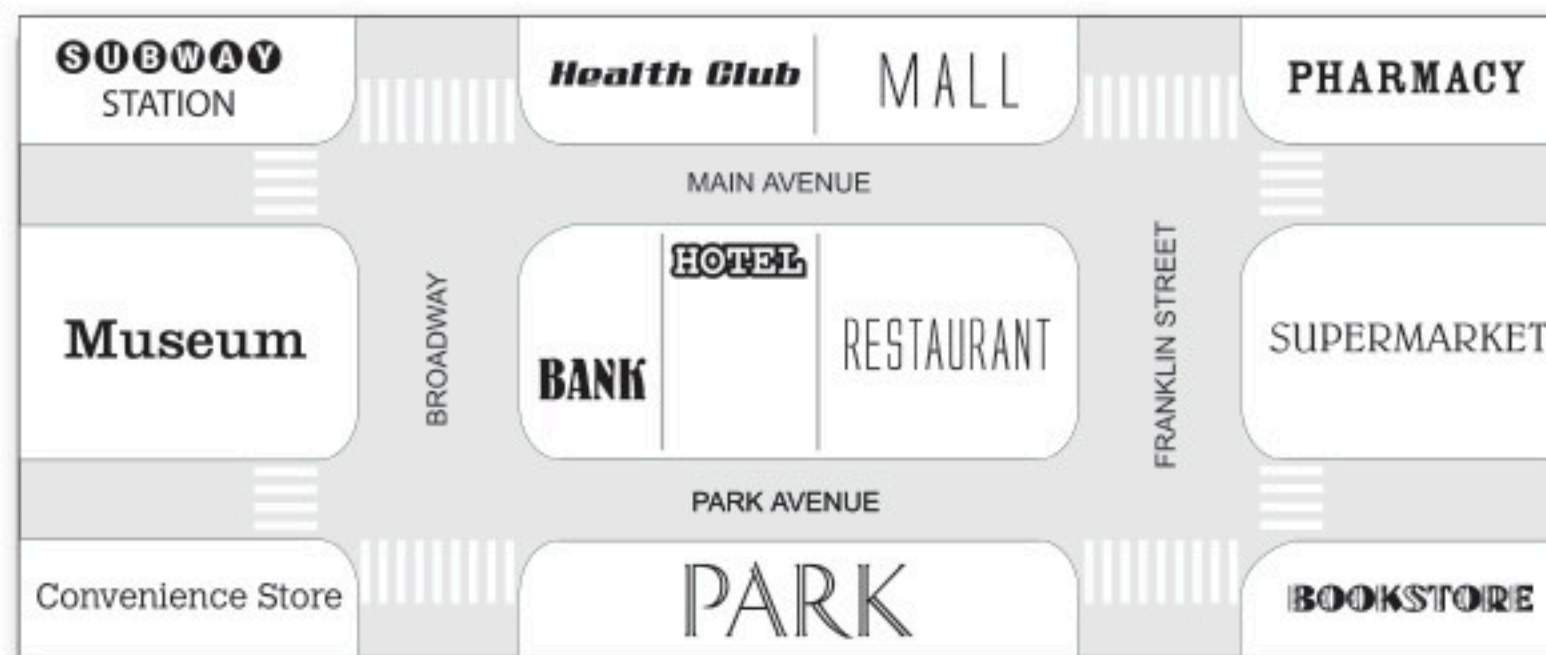 SUBWAY
STATION
Health Club
MALL
PHARMACY
MAIN AVENUE
Museum
BROADWAY
BANK
HOTEL
RESTAURANT
FRANKLIN STREET
SUPERMARKET
PARK AVENUE
Convenience Store
PARK
BOOKSTORE